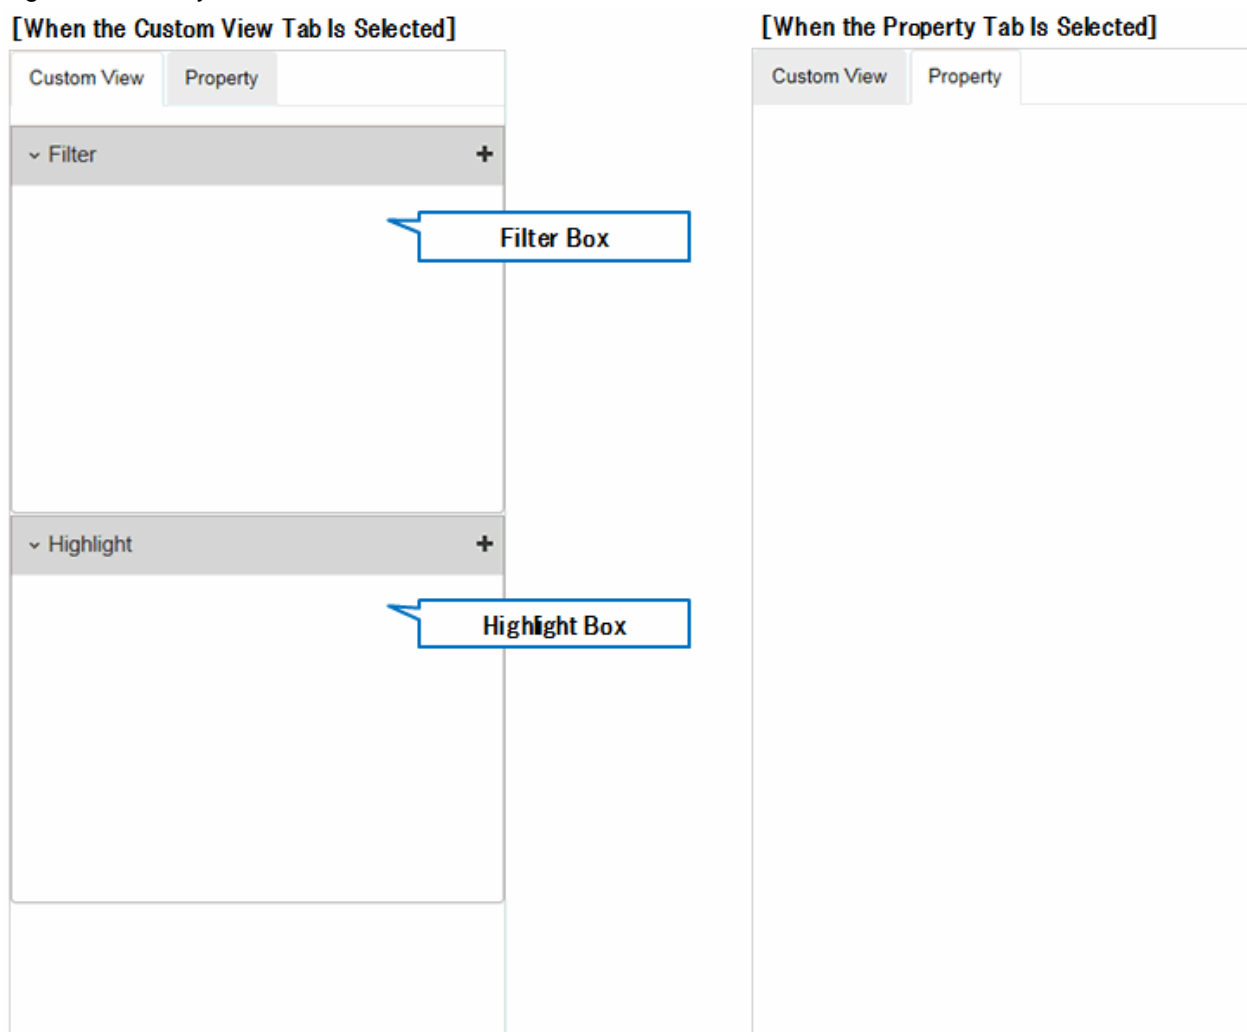 [When the Custom View Tab Is Selected]
Custom View Property
Filter
Filter Box
Highlight
Highlight Box
[When the Property Tab Is Selected]
Custom View Property